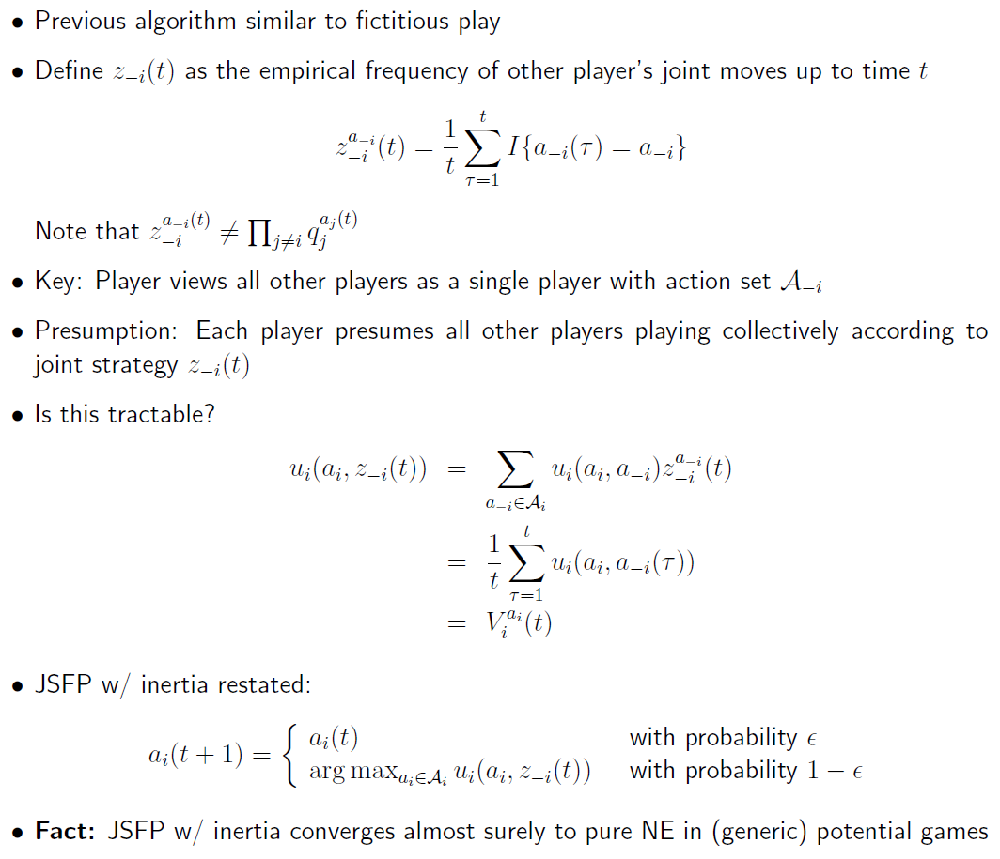 • Previous algorithm similar to fictitious play
• Define $z_{-i}(t)$ as the empirical frequency of other player's joint moves up to time $t$
$z_{-i}^{a_{-i}}(t) = \frac{1}{t} \sum_{\tau=1}^{t} I\{a_{-i}(\tau) = a_{-i}\}$
Note that $z_{-i}^{a_{-i}(t)} \neq \prod_{j \neq i} q_j^{a_j(t)}$
• Key: Player views all other players as a single player with action set $\mathcal{A}_{-i}$
• Presumption: Each player presumes all other players playing collectively according to
joint strategy $z_{-i}(t)$
• Is this tractable?
$u_i(a_i, z_{-i}(t)) = \sum_{a_{-i} \in \mathcal{A}_i} u_i(a_i, a_{-i}) z_{-i}^{a_{-i}}(t)$
$= \frac{1}{t} \sum_{\tau=1}^{t} u_i(a_i, a_{-i}(\tau))$
$= V_i^{a_i}(t)$
• JSFP w/ inertia restated:
$a_i(t+1) = \begin{cases} a_i(t) & \text{with probability } \epsilon \\ \arg\max_{a_i \in \mathcal{A}_i} u_i(a_i, z_{-i}(t)) & \text{with probability } 1 - \epsilon \end{cases}$
• Fact: JSFP w/ inertia converges almost surely to pure NE in (generic) potential games